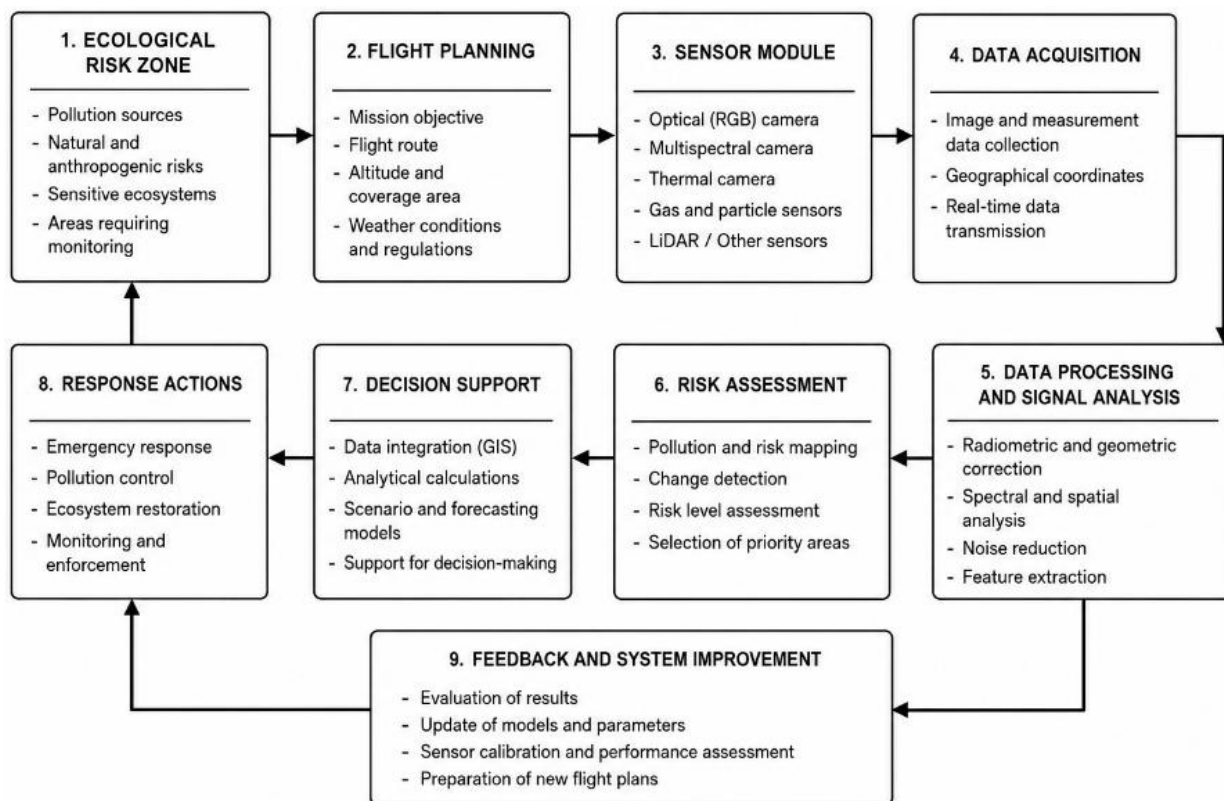 1. ECOLOGICAL
RISK ZONE
- Pollution sources
- Natural and
anthropogenic risks
- Sensitive ecosystems
- Areas requiring
monitoring
2. FLIGHT PLANNING
- Mission objective
- Flight route
- Altitude and
coverage area
- Weather conditions
and regulations
3. SENSOR MODULE
- Optical (RGB) camera
- Multispectral camera
- Thermal camera
- Gas and particle sensors
- LiDAR / Other sensors
4. DATA ACQUISITION
- Image and measurement
data collection
- Geographical coordinates
- Real-time data
transmission
5. DATA PROCESSING
AND SIGNAL ANALYSIS
- Radiometric and geometric
correction
- Spectral and spatial
analysis
- Noise reduction
- Feature extraction
6. RISK ASSESSMENT
- Pollution and risk mapping
- Change detection
- Risk level assessment
- Selection of priority areas
7. DECISION SUPPORT
- Data integration (GIS)
- Analytical calculations
- Scenario and forecasting
models
- Support for decision-making
8. RESPONSE ACTIONS
- Emergency response
- Pollution control
- Ecosystem restoration
- Monitoring and
enforcement
9. FEEDBACK AND SYSTEM IMPROVEMENT
- Evaluation of results
- Update of models and parameters
- Sensor calibration and performance assessment
- Preparation of new flight plans